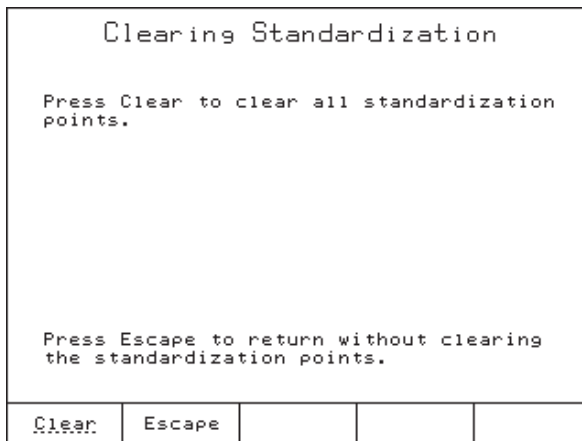 Clearing Standardization
Press Clear to clear all standardization
points.
Press Escape to return without clearing
the standardization points.
Clear Escape